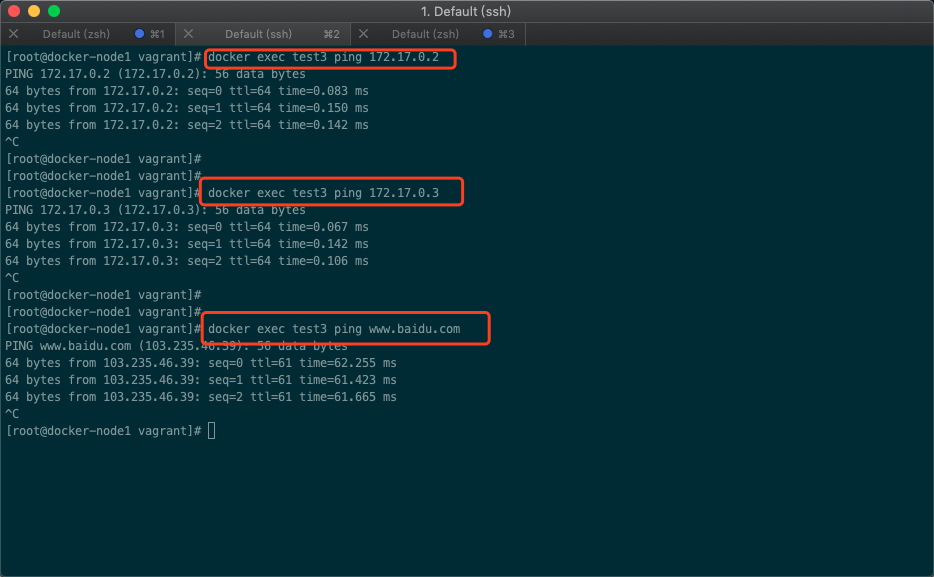 1. Default (ssh)
Default (zsh) ⌘1 Default (ssh) ⌘2 Default (zsh) ⌘3
[root@docker-node1 vagrant]# docker exec test3 ping 172.17.0.2
PING 172.17.0.2 (172.17.0.2): 56 data bytes
64 bytes from 172.17.0.2: seq=0 ttl=64 time=0.083 ms
64 bytes from 172.17.0.2: seq=1 ttl=64 time=0.150 ms
64 bytes from 172.17.0.2: seq=2 ttl=64 time=0.142 ms
^C
[root@docker-node1 vagrant]#
[root@docker-node1 vagrant]#
[root@docker-node1 vagrant]# docker exec test3 ping 172.17.0.3
PING 172.17.0.3 (172.17.0.3): 56 data bytes
64 bytes from 172.17.0.3: seq=0 ttl=64 time=0.067 ms
64 bytes from 172.17.0.3: seq=1 ttl=64 time=0.142 ms
64 bytes from 172.17.0.3: seq=2 ttl=64 time=0.106 ms
^C
[root@docker-node1 vagrant]#
[root@docker-node1 vagrant]#
[root@docker-node1 vagrant]# docker exec test3 ping www.baidu.com
PING www.baidu.com (103.235.46.39): 56 data bytes
64 bytes from 103.235.46.39: seq=0 ttl=61 time=62.255 ms
64 bytes from 103.235.46.39: seq=1 ttl=61 time=61.423 ms
64 bytes from 103.235.46.39: seq=2 ttl=61 time=61.665 ms
^C
[root@docker-node1 vagrant]#